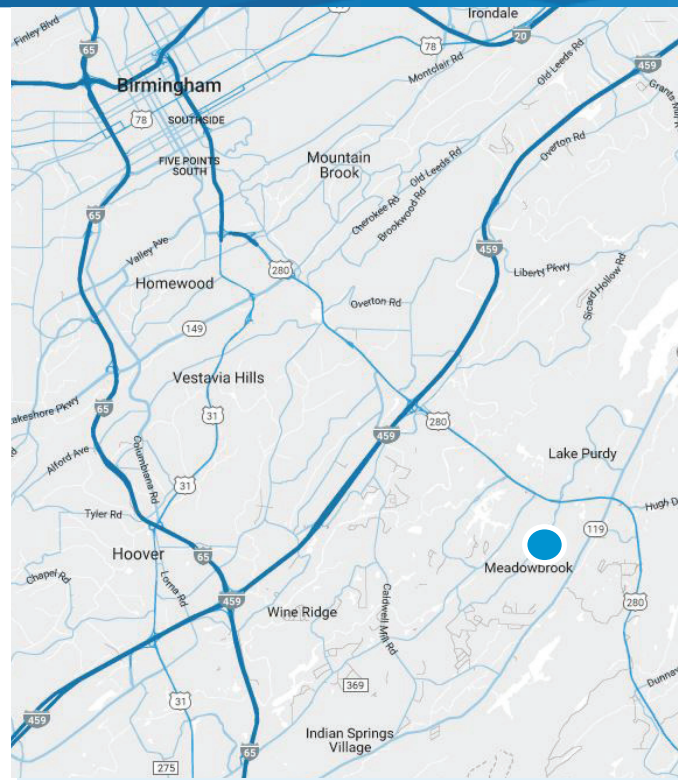 Irondale
Finley Blvd
65
78
20
Montclair Rd
Old Leeds Rd
459
Birmingham
Grants Mill R
78
SOUTHSIDE
Overton Rd
FIVE POINTS
SOUTH
Mountain
Brook
Old Leeds Rd
Cherokee Rd
Brookwood Rd
65
Valley Ave
459
280
Liberty Pkwy
Sicard Hollow Rd
Homewood
Overton Rd
149
Vestavia Hills
akeshore Pkwy
65
31
280
459
Alford Ave
Columbiana Rd
Lake Purdy
31
Hugh D
Tyler Rd
119
Hoover
65
Meadowbrook
Chapel Rd
Lorna Rd
Caldwell Mill Rd
459
Wine Ridge
280
369
Dunnav
31
459
Indian Springs
Village
65
275